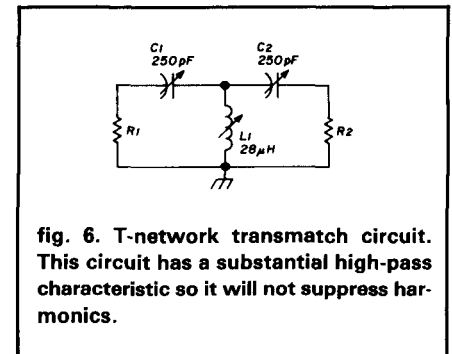 C1
250pF
C2
250pF
R1
L1
28μH
R2
fig. 6. T-network transmatch circuit.
This circuit has a substantial high-pass
characteristic so it will not suppress har-
monics.